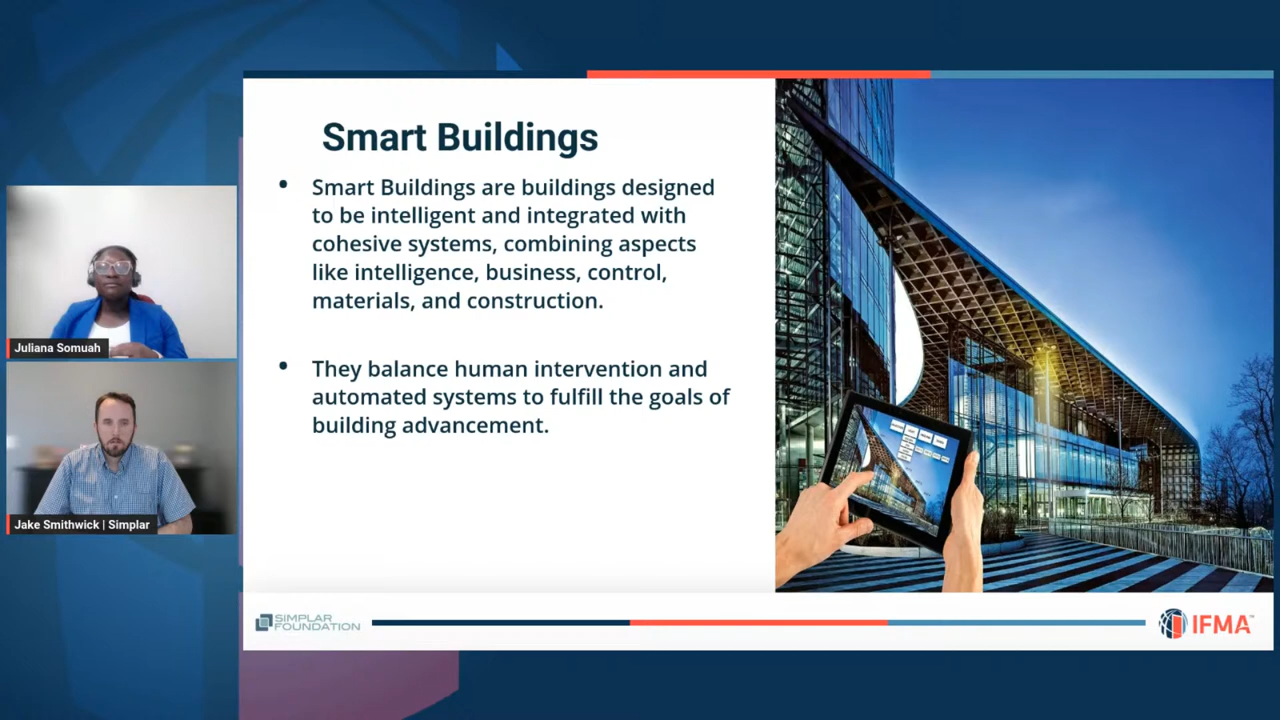 Smart Buildings
• Smart Buildings are buildings designed
to be intelligent and integrated with
cohesive systems, combining aspects
like intelligence, business, control,
materials, and construction.
• They balance human intervention and
automated systems to fulfill the goals of
building advancement.
Juliana Somuah
Jake Smithwick | Simplar
SIMPLAR
FOUNDATION
IFMA™